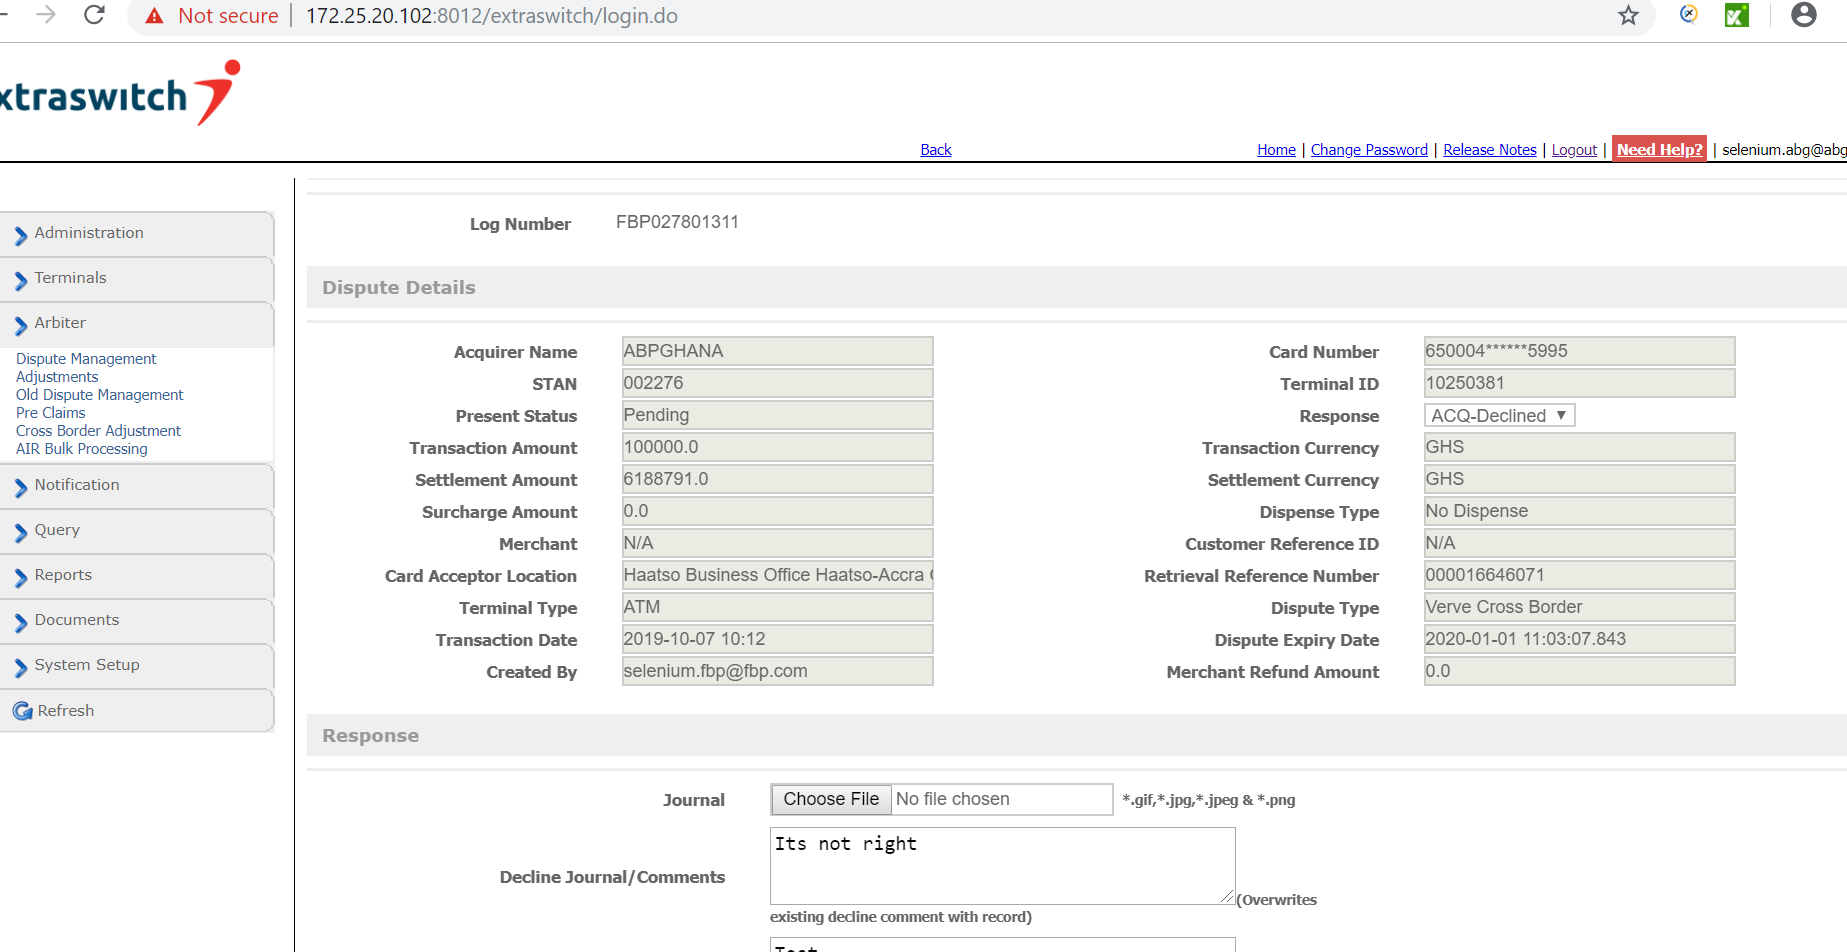 Not secure | 172.25.20.102:8012/extraswitch/login.do
xtraswitch
Back
Home | Change Password | Release Notes | Logout | Need Help? | selenium.abg@abg
Administration
Terminals
Arbiter
Dispute Management
Adjustments
Old Dispute Management
Pre Claims
Cross Border Adjustment
AIR Bulk Processing
Notification
Query
Reports
Documents
System Setup
Refresh
Log Number FBP027801311
Dispute Details
Acquirer Name ABPGHANA Card Number 650004******5995
STAN 002276 Terminal ID 10250381
Present Status Pending Response ACQ-Declined
Transaction Amount 100000.0 Transaction Currency GHS
Settlement Amount 6188791.0 Settlement Currency GHS
Surcharge Amount 0.0 Dispense Type No Dispense
Merchant N/A Customer Reference ID N/A
Card Acceptor Location Haatso Business Office Haatso-Accra Retrieval Reference Number 000016646071
Terminal Type ATM Dispute Type Verve Cross Border
Transaction Date 2019-10-07 10:12 Dispute Expiry Date 2020-01-01 11:03:07.843
Created By selenium.fbp@fbp.com Merchant Refund Amount 0.0
Response
Journal Choose File No file chosen *.gif,*.jpg,*.jpeg & *.png
Its not right
Decline Journal/Comments
(Overwrites
existing decline comment with record)